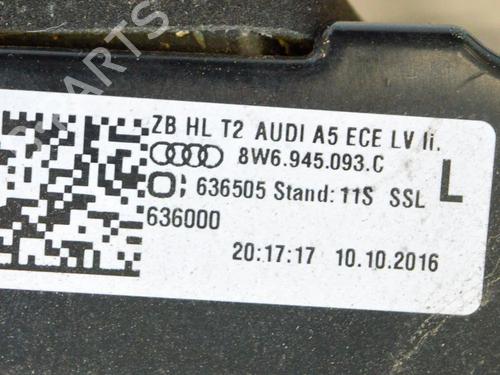 ZB HL T2 AUDI A5 ECE LV li.
8W6.945.093.C
636505 Stand: 11S SSL L
636000
20:17:17 10.10.2016